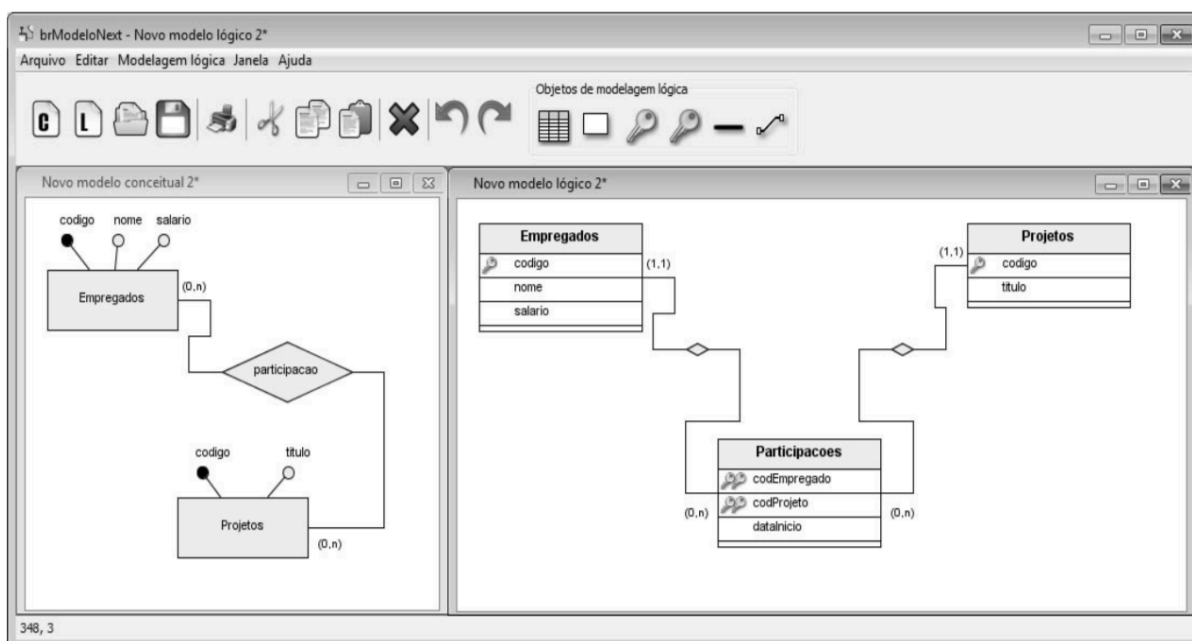 brModeloNext - Novo modelo lógico 2*
Arquivo Editar Modelagem lógica Janela Ajuda
Objetos de modelagem lógica
C L
Novo modelo conceitual 2*
codigo nome salario
Empregados
(0,n)
participacao
codigo titulo
Projetos
(0,n)
Novo modelo lógico 2*
Empregados
codigo
nome
salario
(1,1)
Projetos
codigo
titulo
(1,1)
Participacoes
codEmpregado
codProjeto
dataInicio
(0,n)
(0,n)
348, 3